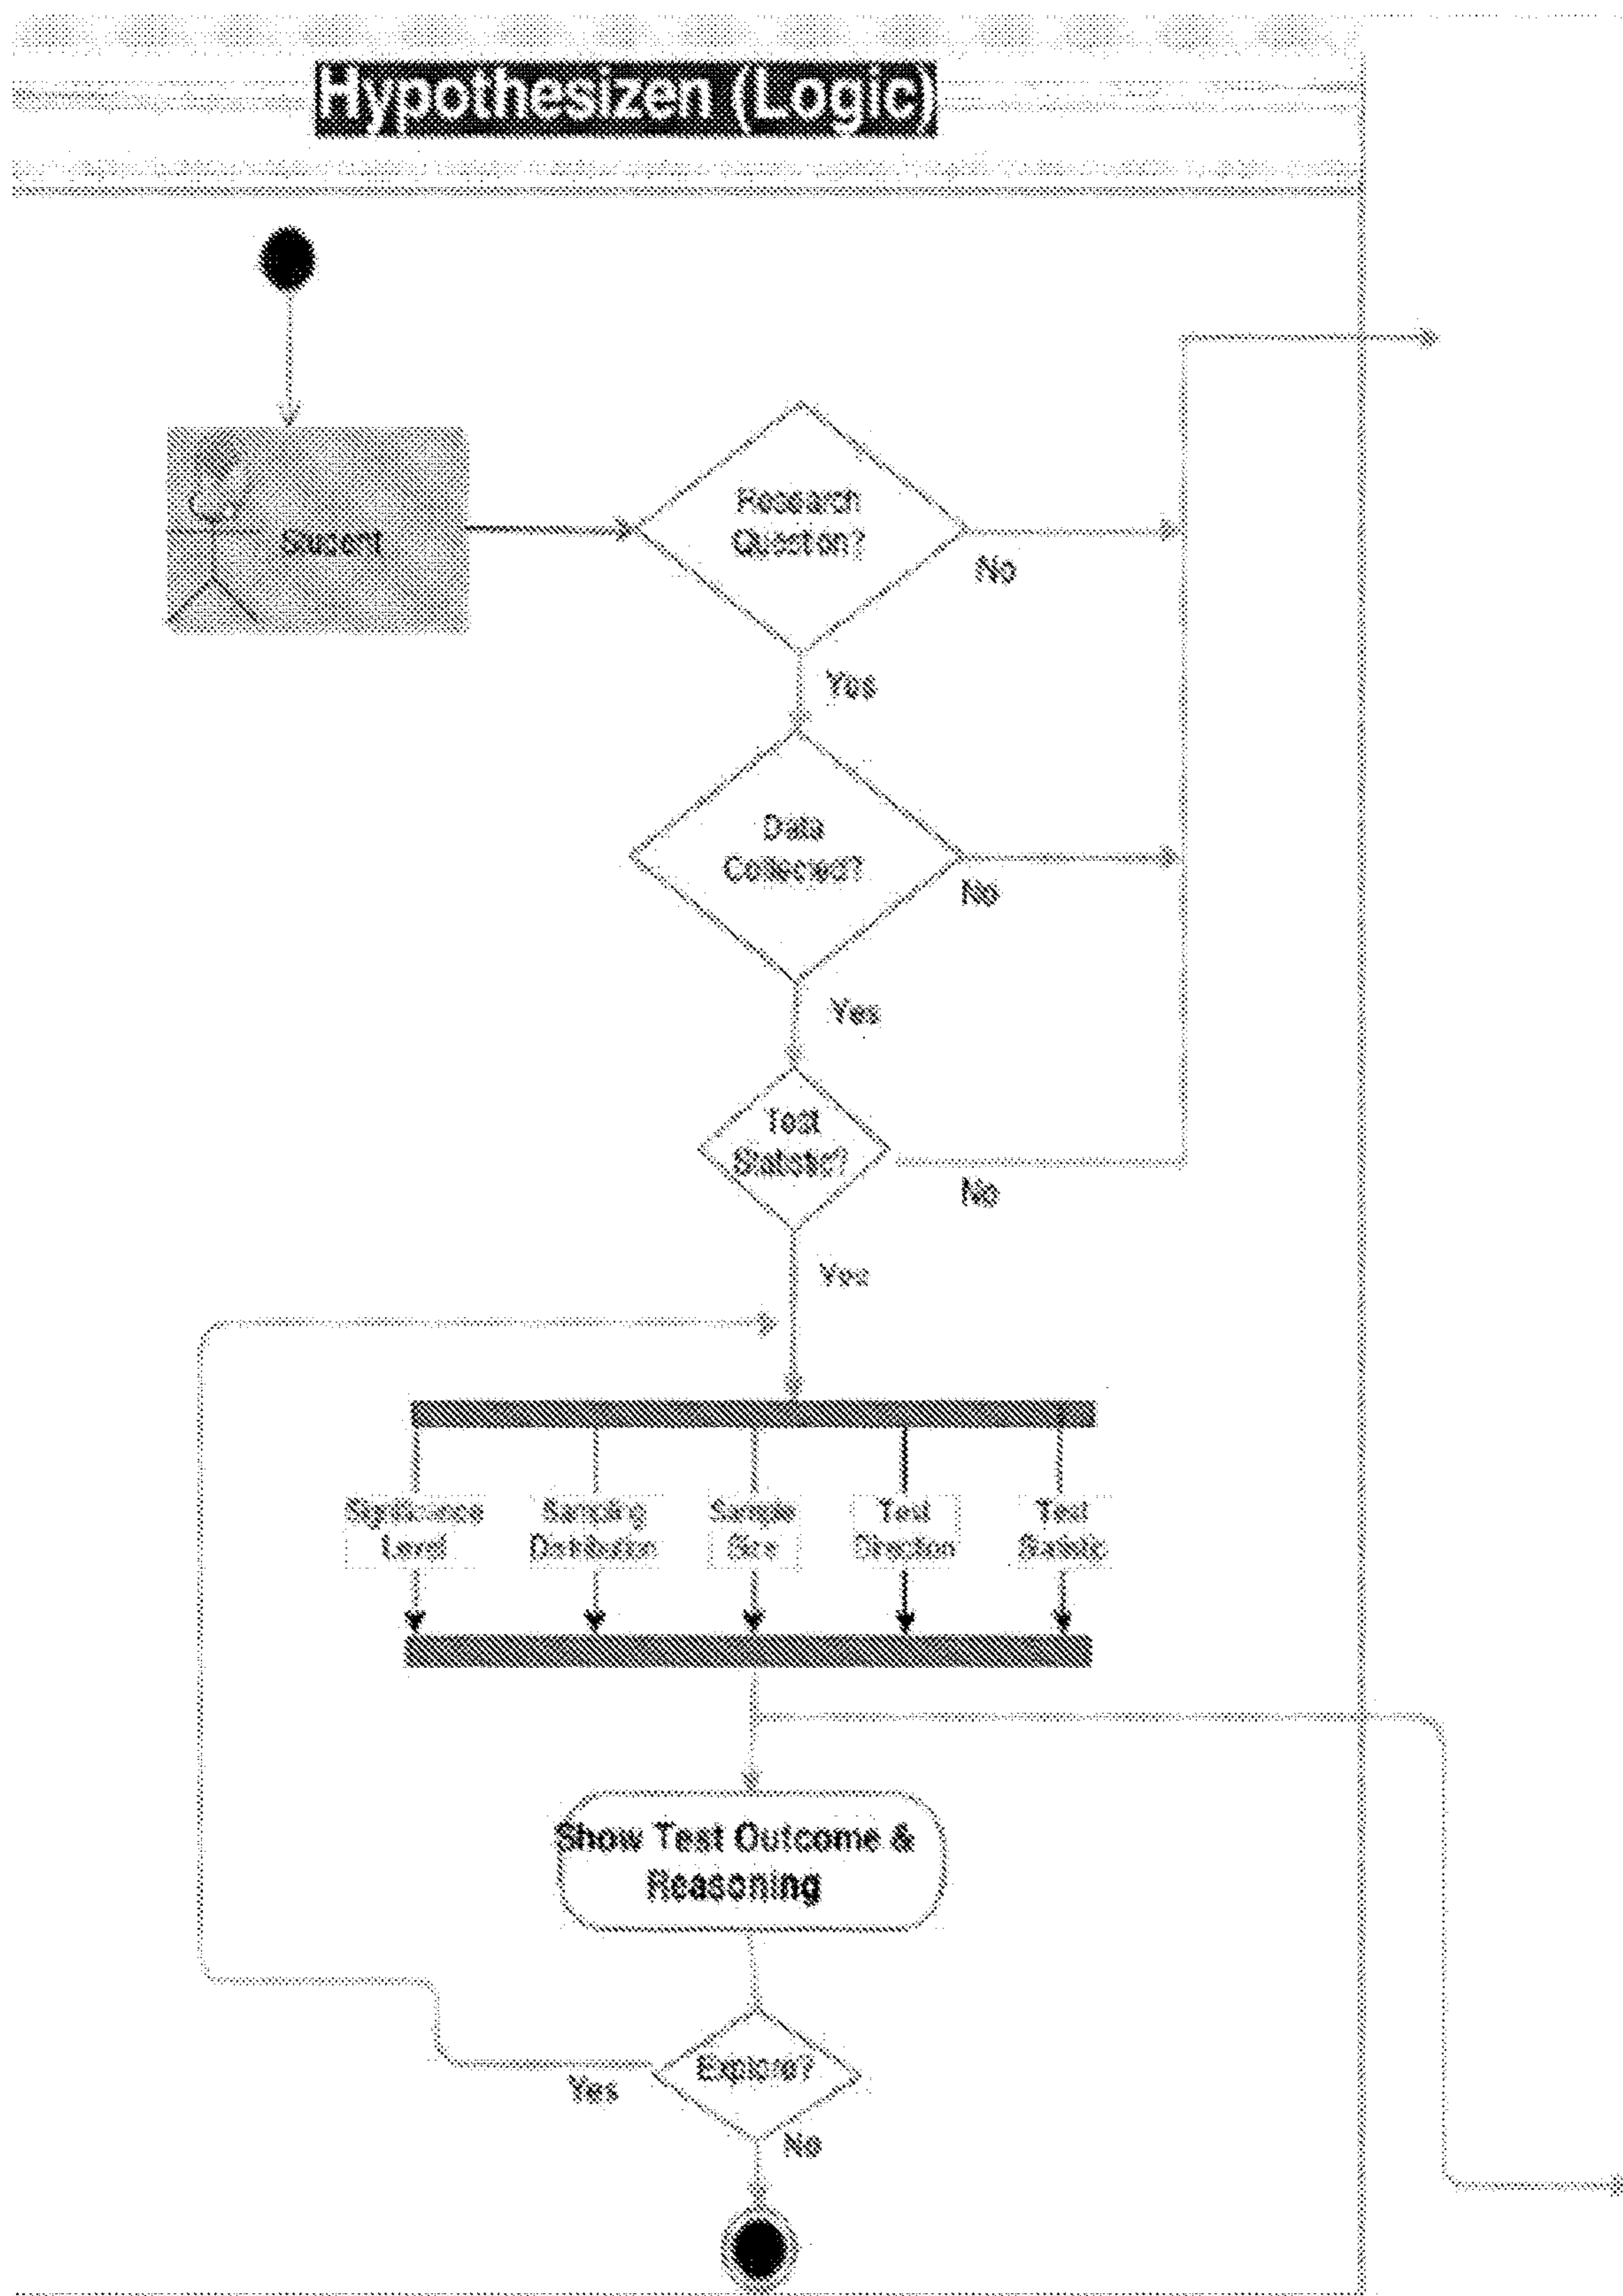 Hypothesizen (Logic)
Student
Research
Question?
No
Yes
Data
Collected?
No
Yes
Test
Statistic?
No
Yes
Significance
Level
Sampling
Distribution
Sample
Size
Test
Direction
Test
Statistic
Show Test Outcome &
Reasoning
Explore?
Yes
No